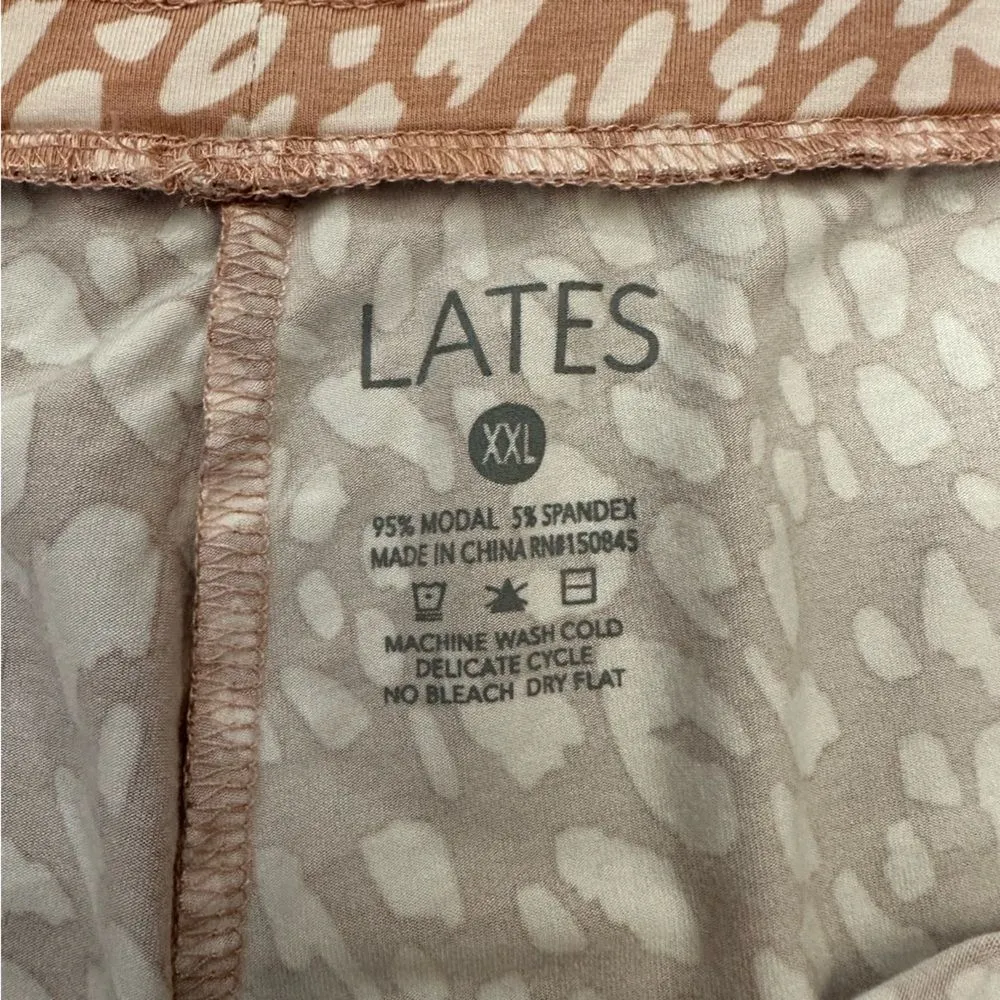 LATES
XXL
95% MODAL 5% SPANDEX
MADE IN CHINA RN#150845
MACHINE WASH COLD
DELICATE CYCLE
NO BLEACH DRY FLAT